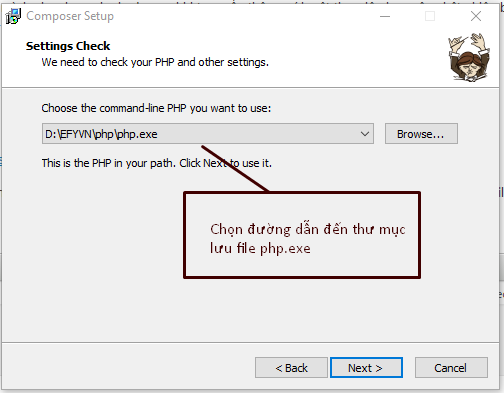 Composer Setup
Settings Check
We need to check your PHP and other settings.
Choose the command-line PHP you want to use:
D:\EFYVN\php\php.exe
Browse...
This is the PHP in your path. Click Next to use it.
Chọn đường dẫn đến thư mục
lưu file php.exe
< Back
Next >
Cancel